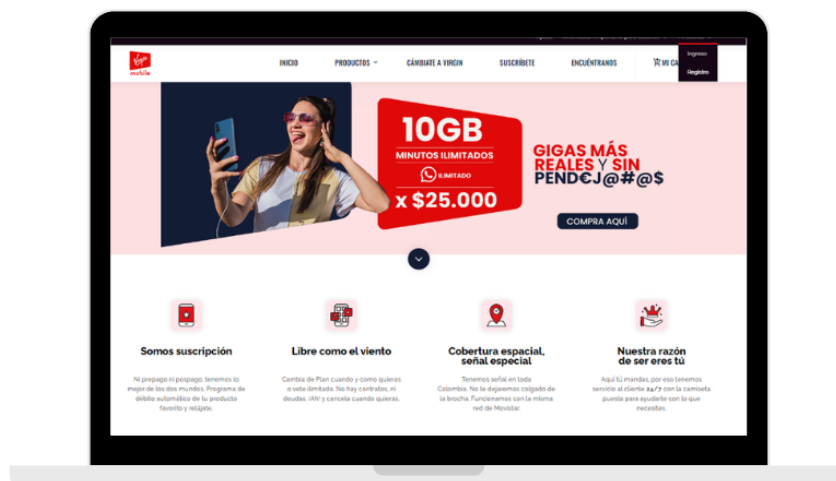 Ingreso
Registro
Virgin
mobile
INICIO
PRODUCTOS
CÁMBIATE A VIRGIN
SUSCRÍBETE
ENCUÉNTRANOS
MI CA
10GB
MINUTOS ILIMITADOS
ILIMITADO
x $25.000
GIGAS MÁS
REALES Y SIN
PEND€J@#@$
COMPRA AQUÍ
Somos suscripción
Ni prepago ni pospago, tenemos lo
mejor de los dos mundos. Programa de
débito automático de tu producto
favorito y relájate.
Libre como el viento
Cambia de Plan cuando y como quieras
o vete ilimitado. No hay contratos, ni
deudas. ¡Ah! y cancela cuando quieras.
Cobertura espacial,
señal especial
Tenemos señal en toda
Colombia. No te dejaremos colgado de
la brocha. Funcionamos con la misma
red de Movistar.
Nuestra razón
de ser eres tú
Aquí tú mandas, por eso tenemos
servicio al cliente 24/7 con la camiseta
puesta para ayudarte con lo que
necesites.